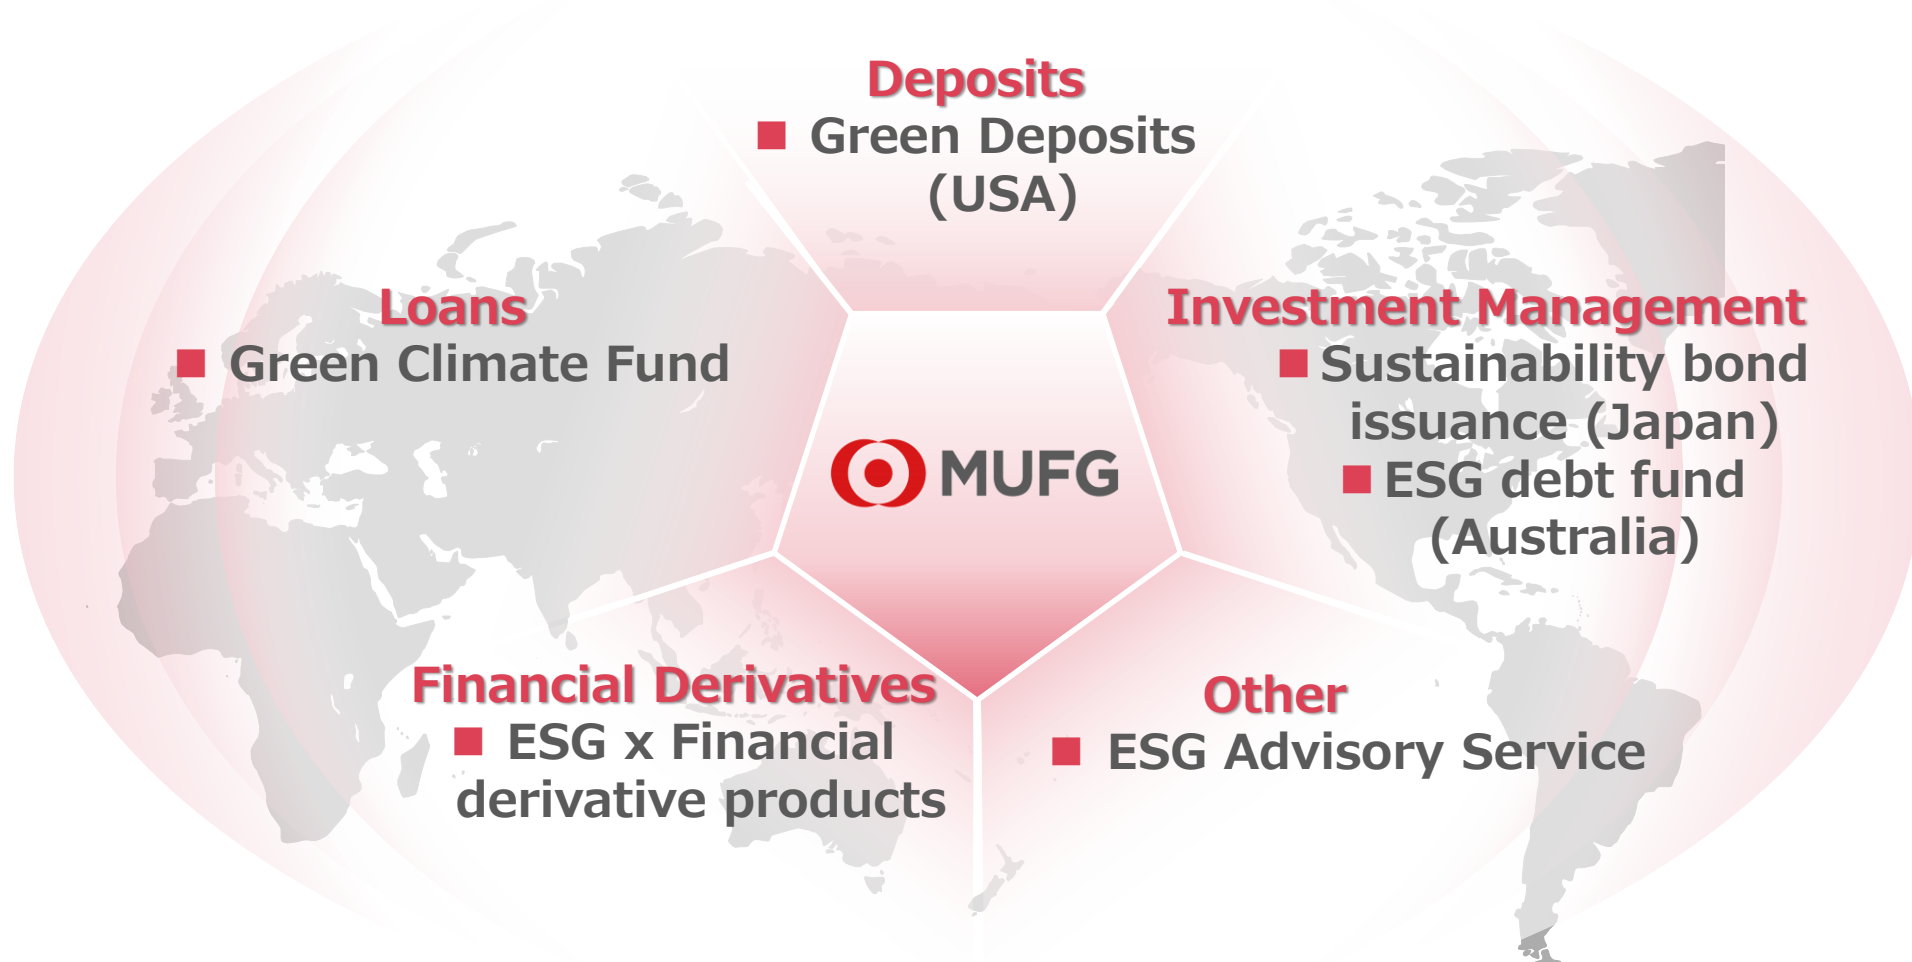 Deposits
■ Green Deposits
(USA)
Loans
■ Green Climate Fund
Investment Management
■ Sustainability bond
issuance (Japan)
■ ESG debt fund
(Australia)
MUFG
Financial Derivatives
■ ESG x Financial
derivative products
Other
■ ESG Advisory Service